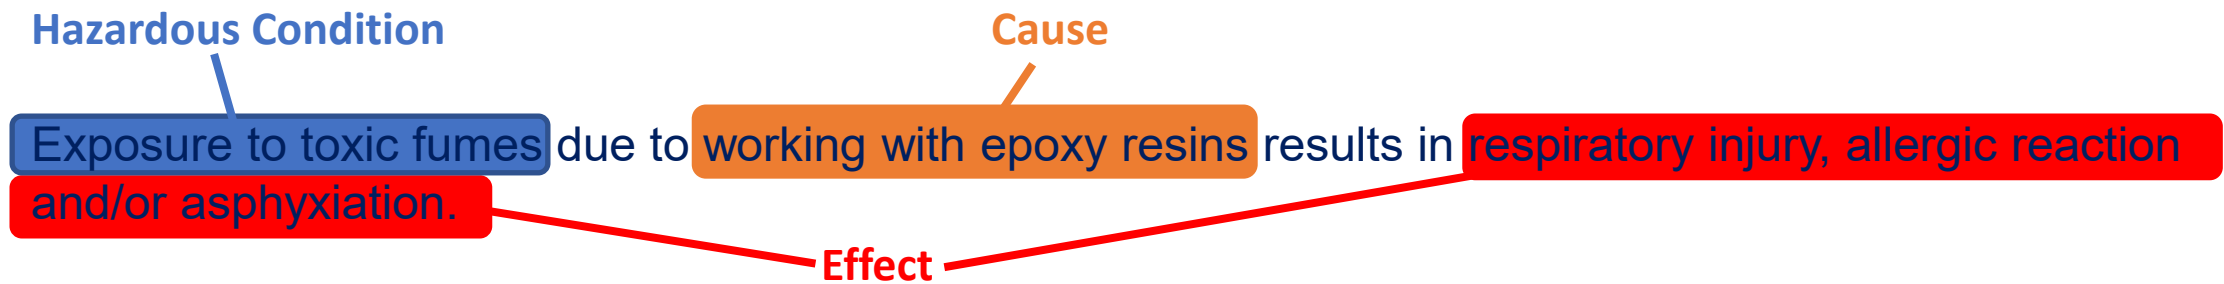 Hazardous Condition
Cause
Exposure to toxic fumes due to working with epoxy resins results in respiratory injury, allergic reaction
and/or asphyxiation.
Effect